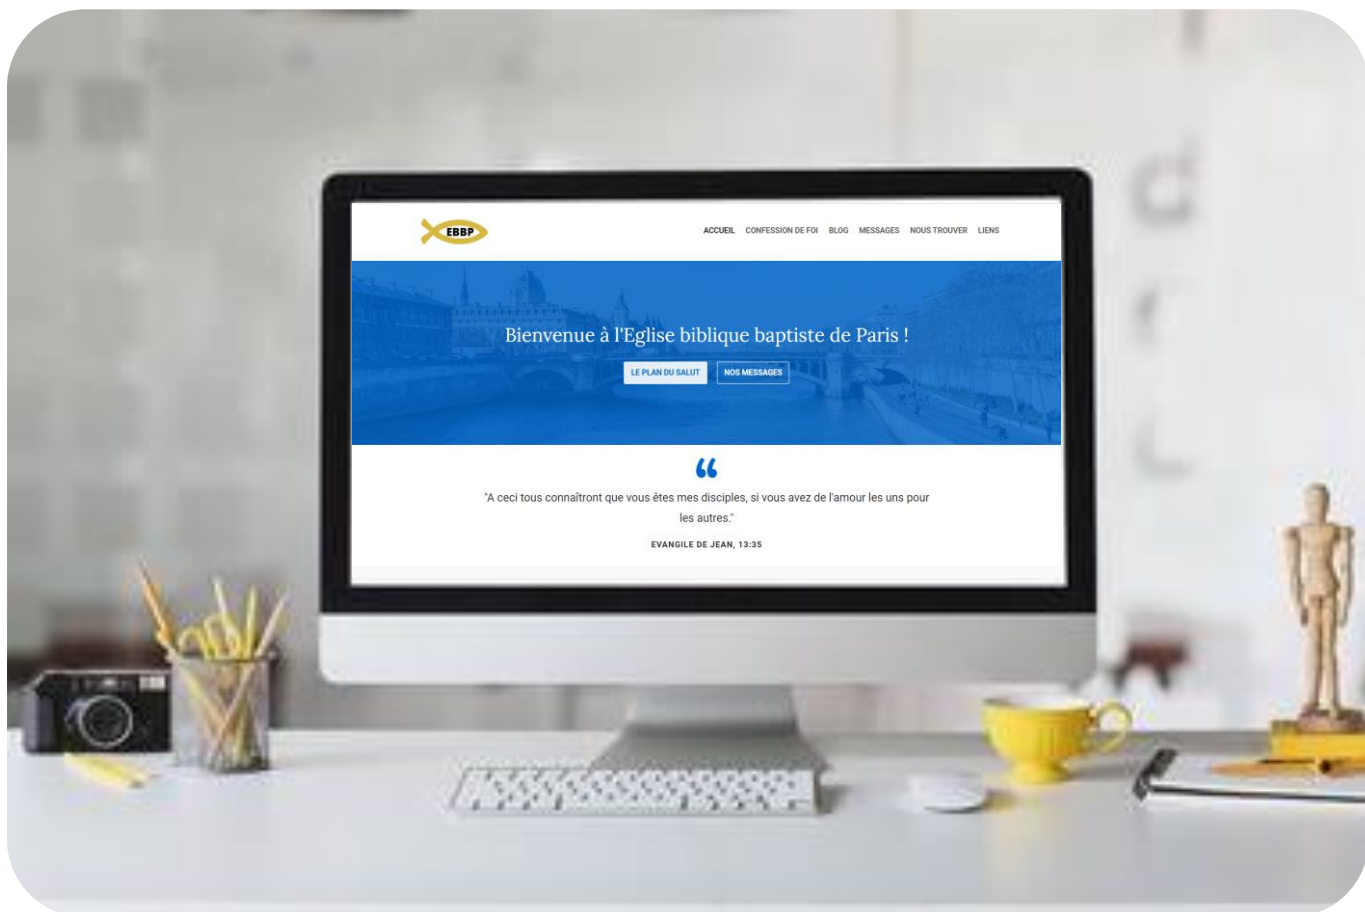 EBBP
ACCUEIL CONFESSION DE FOI BLOG MESSAGES NOUS TROUVER LIENS
Bienvenue à l'Eglise biblique baptiste de Paris !
LE PLAN DU SALUT NOS MESSAGES
"A ceci tous connaîtront que vous êtes mes disciples, si vous avez de l'amour les uns pour
les autres."
EVANGILE DE JEAN, 13:35